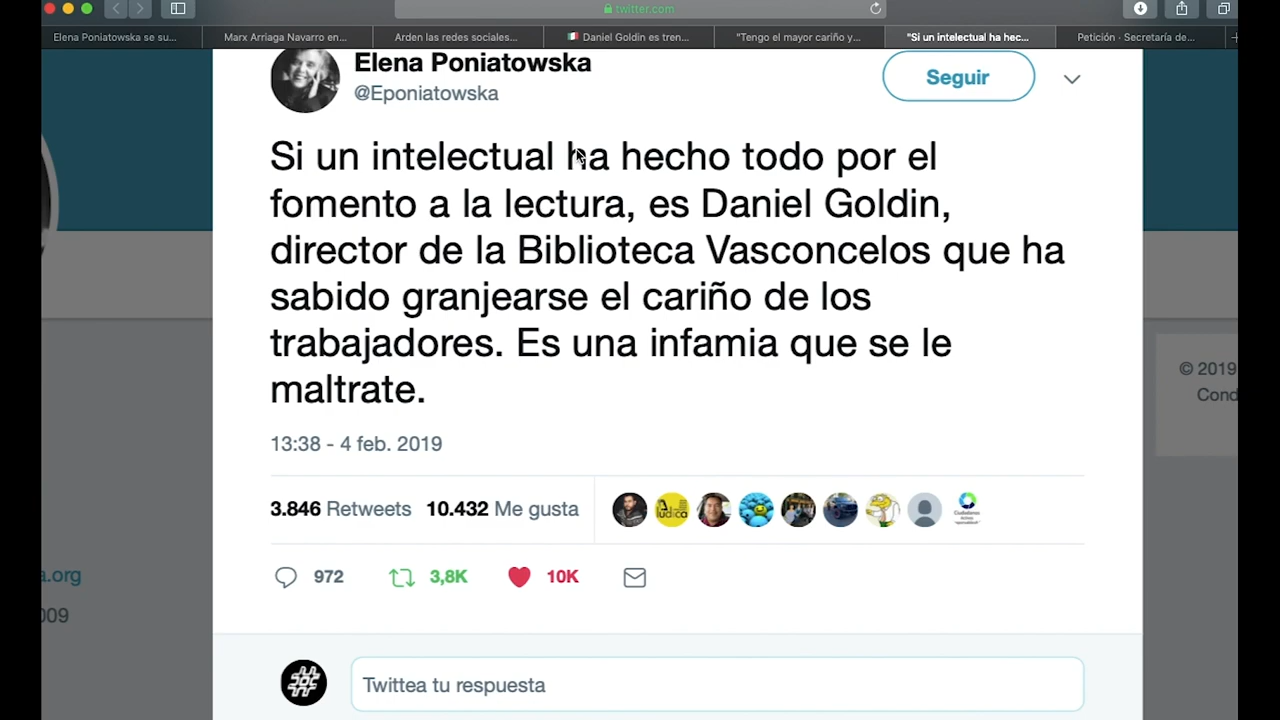 twitter.com
Elena Poniatowska se su...
Marx Arriaga Navarro en...
Arden las redes sociales...
🇲🇽 Daniel Goldin es tren...
"Tengo el mayor cariño y...
"Si un intelectual ha hec...
Petición · Secretaría de...
Elena Poniatowska
@Eponiatowska
Seguir
Si un intelectual ha hecho todo por el
fomento a la lectura, es Daniel Goldin,
director de la Biblioteca Vasconcelos que ha
sabido granjearse el cariño de los
trabajadores. Es una infamia que se le
maltrate.
13:38 - 4 feb. 2019
3.846 Retweets 10.432 Me gusta
972 3,8K 10K
Twittea tu respuesta
© 2019
Cond
a.org
009